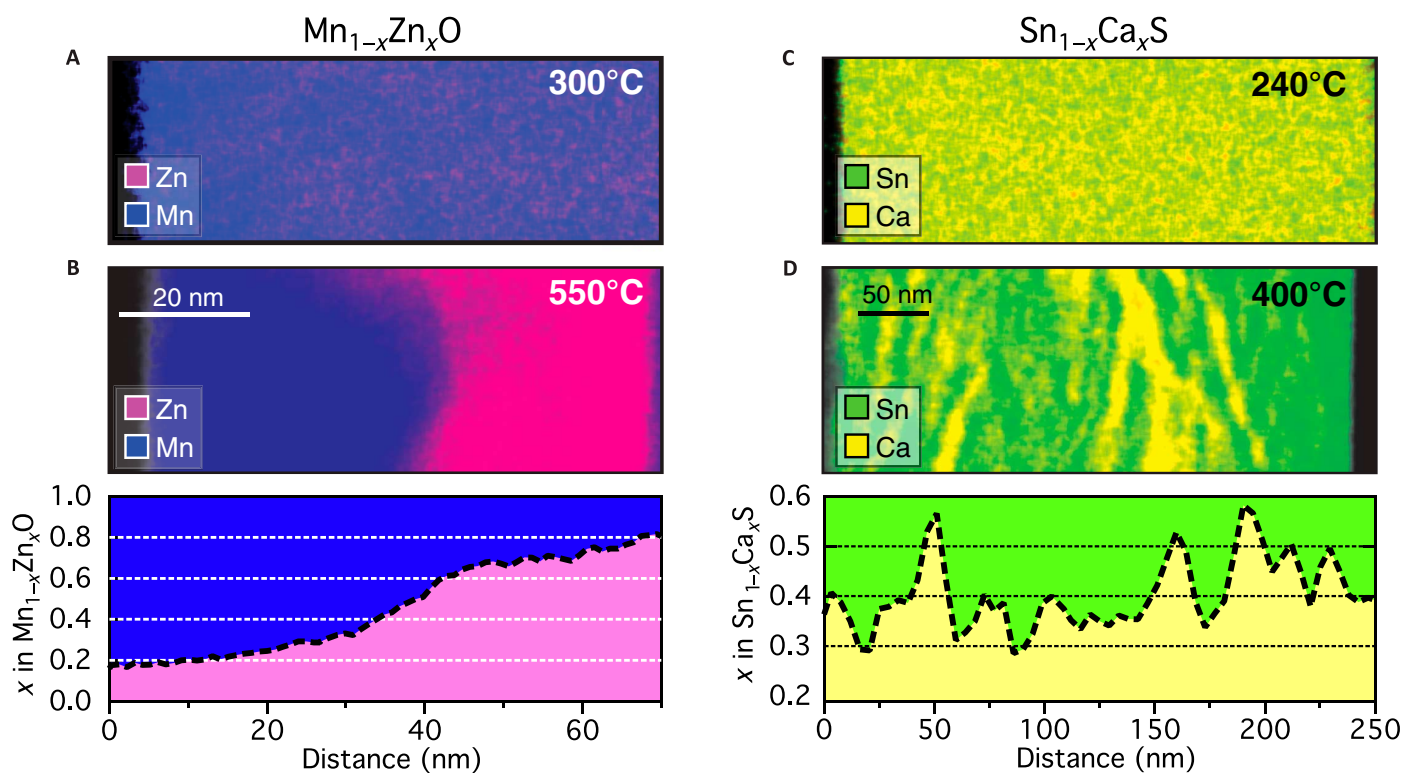 Mn1−xZnxO
A
300°C
Zn
Mn
B
20 nm
550°C
Zn
Mn
x in Mn1−xZnxO
1.0
0.8
0.6
0.4
0.2
0.0
0 20 40 60
Distance (nm)
Sn1−xCaxS
C
240°C
Sn
Ca
D
50 nm
400°C
Sn
Ca
x in Sn1−xCaxS
0.6
0.5
0.4
0.3
0.2
0 50 100 150 200 250
Distance (nm)